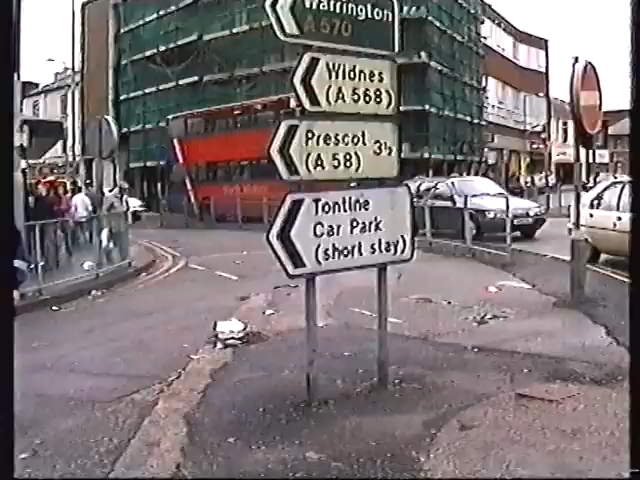 Warrington
A 570
Widnes
(A 568)
Prescot 3½
(A 58)
Tontine
Car Park
(short stay)